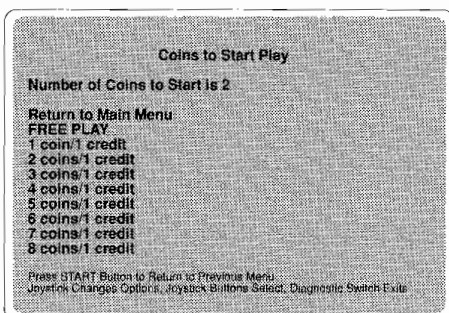 Coins to Start Play
Number of Coins to Start is 2
Return to Main Menu
FREE PLAY
1 coin/1 credit
2 coins/1 credit
3 coins/1 credit
4 coins/1 credit
5 coins/1 credit
6 coins/1 credit
7 coins/1 credit
8 coins/1 credit
Press START Button to Return to Previous Menu
Joystick Changes Options, Joystick Buttons Select, Diagnostic Switch Exits